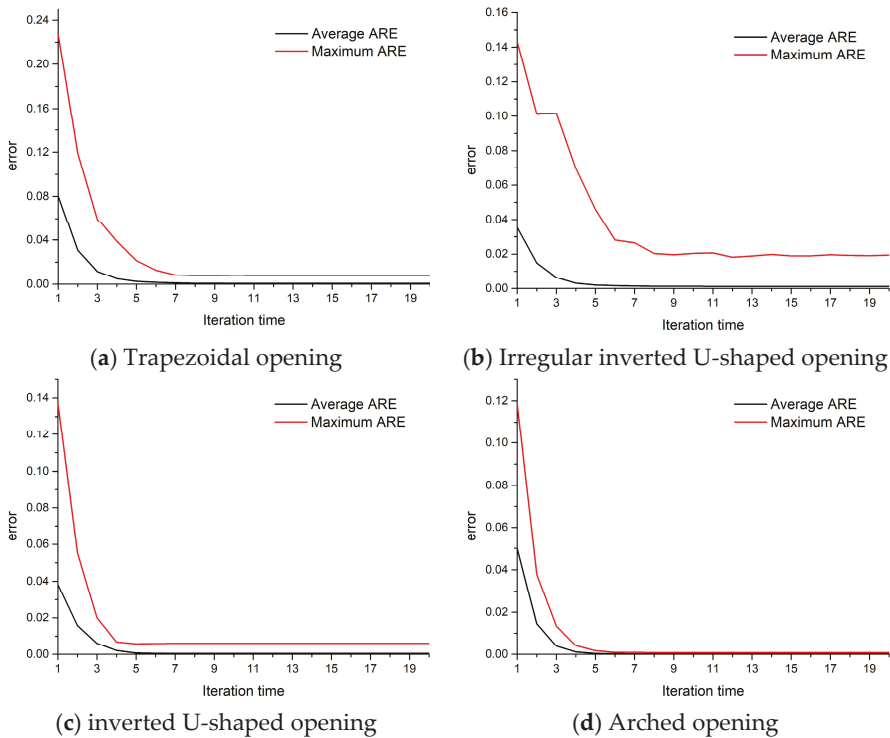 0.24
0.20
0.16
0.12
0.08
0.04
0.00
error
Average ARE
Maximum ARE
1 3 5 7 9 11 13 15 17 19
Iteration time
(a) Trapezoidal opening
0.16
0.14
0.12
0.10
0.08
0.06
0.04
0.02
0.00
error
Average ARE
Maximum ARE
1 3 5 7 9 11 13 15 17 19
Iteration time
(b) Irregular inverted U-shaped opening
0.14
0.12
0.10
0.08
0.06
0.04
0.02
0.00
error
Average ARE
Maximum ARE
1 3 5 7 9 11 13 15 17 19
Iteration time
(c) inverted U-shaped opening
0.12
0.10
0.08
0.06
0.04
0.02
0.00
error
Average ARE
Maximum ARE
1 3 5 7 9 11 13 15 17 19
Iteration time
(d) Arched opening